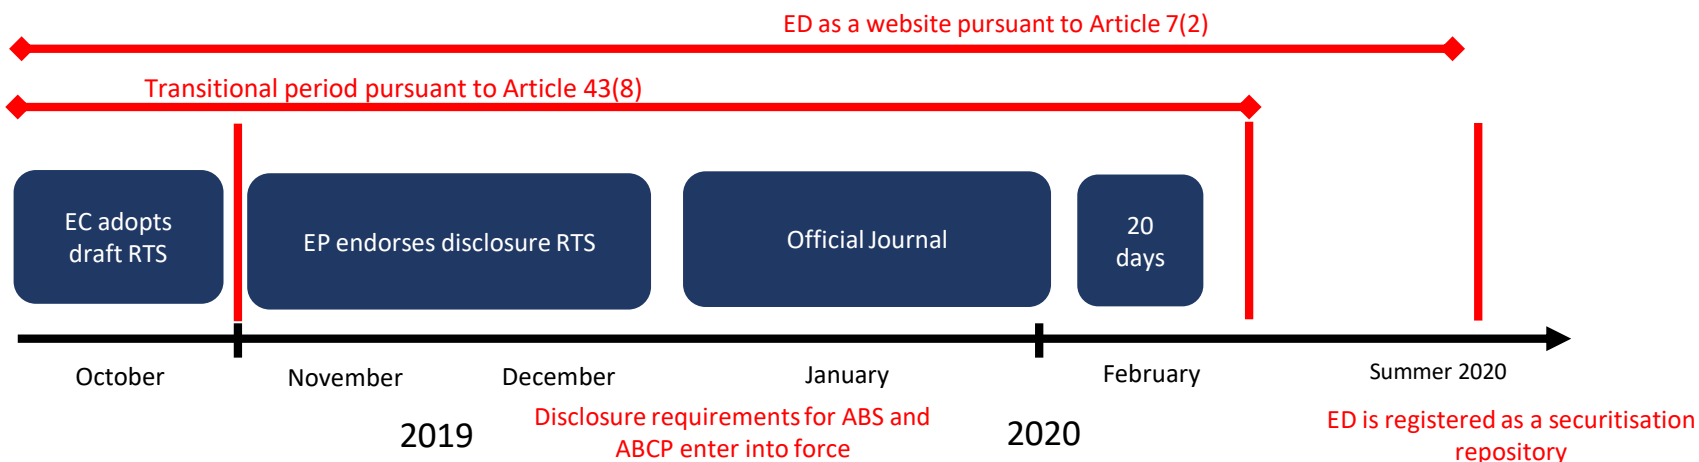 ED as a website pursuant to Article 7(2)
Transitional period pursuant to Article 43(8)
EC adopts
draft RTS
EP endorses disclosure RTS
Official Journal
20
days
October
November
December
January
February
Summer 2020
2019
Disclosure requirements for ABS and
ABCP enter into force
2020
ED is registered as a securitisation
repository